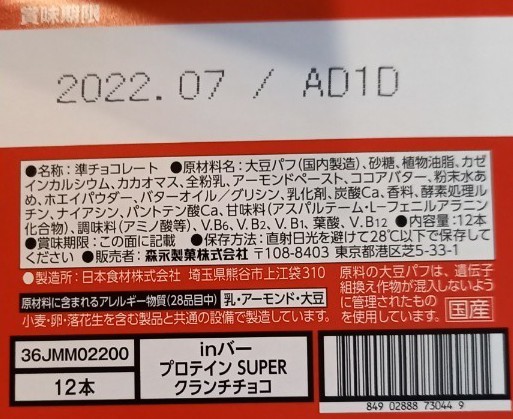 賞味期限
2022.07 / AD1D
●名称：準チョコレート ●原材料名：大豆パフ(国内製造)、砂糖、植物油脂、カゼ
インカルシウム、カカオマス、全粉乳、アーモンドペースト、ココアバター、粉末水あ
め、ホエイパウダー、バターオイル／グリシン、乳化剤、炭酸Ca、香料、酵素処理ルチン、ナイアシン、パントテン酸Ca、甘味料(アスパルテーム・L－フェニルアラニン
化合物)、調味料(アミノ酸等)、V.B6、V.B2、V.B1、葉酸、V.B12 ●内容量：12本
●賞味期限：この面に記載 ●保存方法：直射日光を避けて28℃以下で保存して
ください ●販売者：森永製菓株式会社 〒108-8403 東京都港区芝5-33-1
●製造所：日本食材株式会社 埼玉県熊谷市上江袋310
原料の大豆パフは、遺伝子
組換え作物が混入しないよう
に管理されたもの
を使用しています。 国産
原材料に含まれるアレルギー物質(28品目中) 乳・アーモンド・大豆
小麦・卵・落花生を含む製品と共通の設備で製造しています。
36JMM02200
12本
inバー
プロテイン SUPER
クランチチョコ
849 02888 73044 9